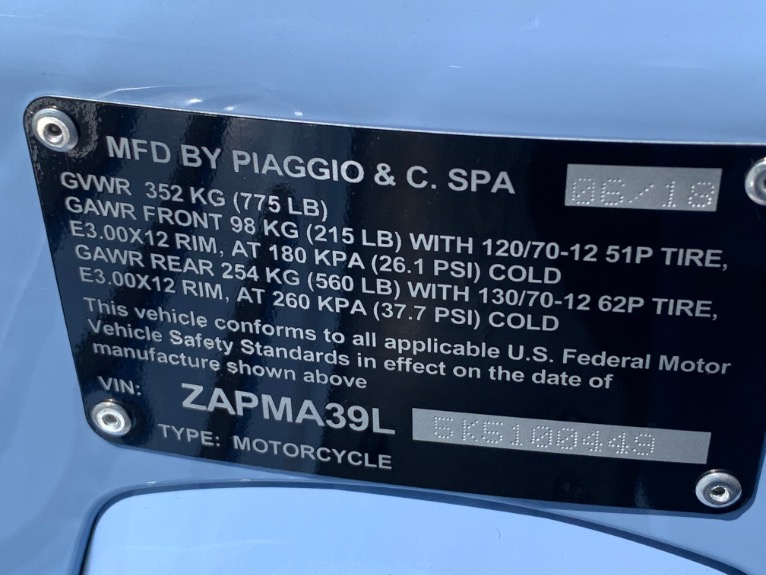 MFD BY PIAGGIO & C. SPA 06/18
GVWR 352 KG (775 LB)
GAWR FRONT 98 KG (215 LB) WITH 120/70-12 51P TIRE,
E3.00X12 RIM, AT 180 KPA (26.1 PSI) COLD
GAWR REAR 254 KG (560 LB) WITH 130/70-12 62P TIRE,
E3.00X12 RIM, AT 260 KPA (37.7 PSI) COLD
This vehicle conforms to all applicable U.S. Federal Motor
Vehicle Safety Standards in effect on the date of
manufacture shown above
VIN: ZAPMA39L 5K5100449
TYPE: MOTORCYCLE